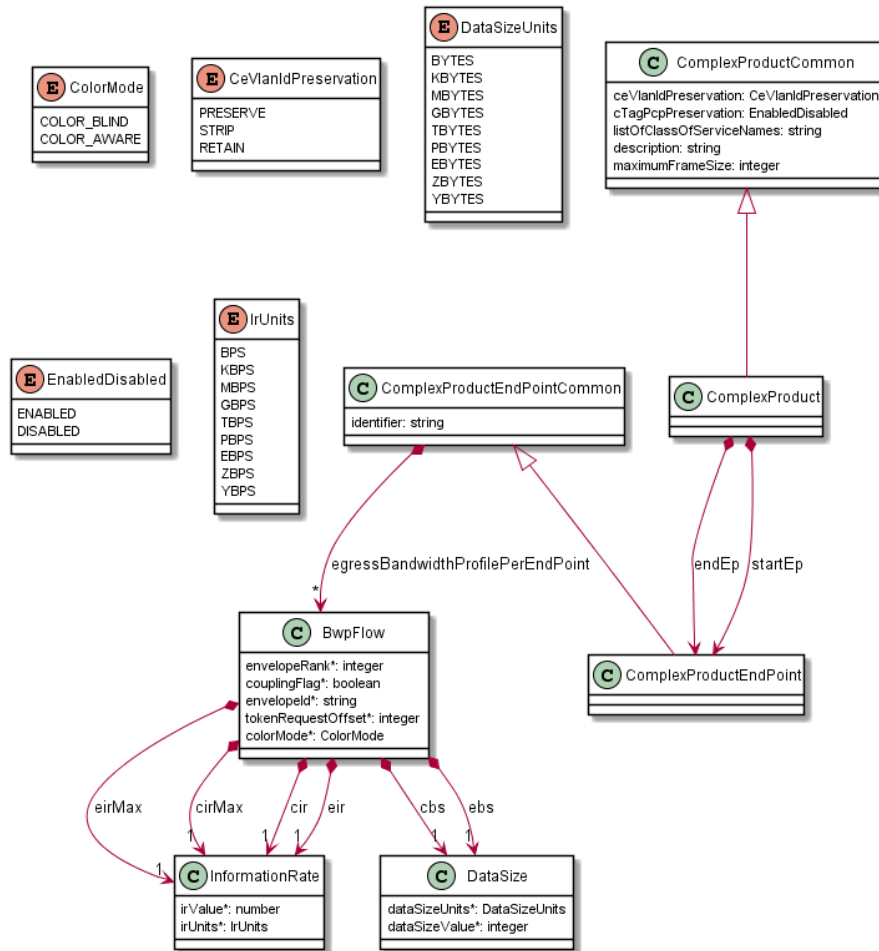 E ColorMode
COLOR_BLIND
COLOR_AWARE
E CeVlanIdPreservation
PRESERVE
STRIP
RETAIN
E DataSizeUnits
BYTES
KBYTES
MBYTES
GBYTES
TBYTES
PBYTES
EBYTES
ZBYTES
YBYTES
C ComplexProductCommon
ceVlanIdPreservation: CeVlanIdPreservation
cTagPcpPreservation: EnabledDisabled
listOfClassOfServiceNames: string
description: string
maximumFrameSize: integer
E EnabledDisabled
ENABLED
DISABLED
E IrUnits
BPS
KBPS
MBPS
GBPS
TBPS
PBPS
EBPS
ZBPS
YBPS
C ComplexProductEndPointCommon
identifier: string
C ComplexProduct
egressBandwidthProfilePerEndPoint
*
endEp
startEp
C BwpFlow
envelopeRank*: integer
couplingFlag*: boolean
envelopeId*: string
tokenRequestOffset*: integer
colorMode*: ColorMode
C ComplexProductEndPoint
eirMax
cirMax
cir
eir
cbs
ebs
1
1
1
1
1
1
C InformationRate
irValue*: number
irUnits*: IrUnits
C DataSize
dataSizeUnits*: DataSizeUnits
dataSizeValue*: integer